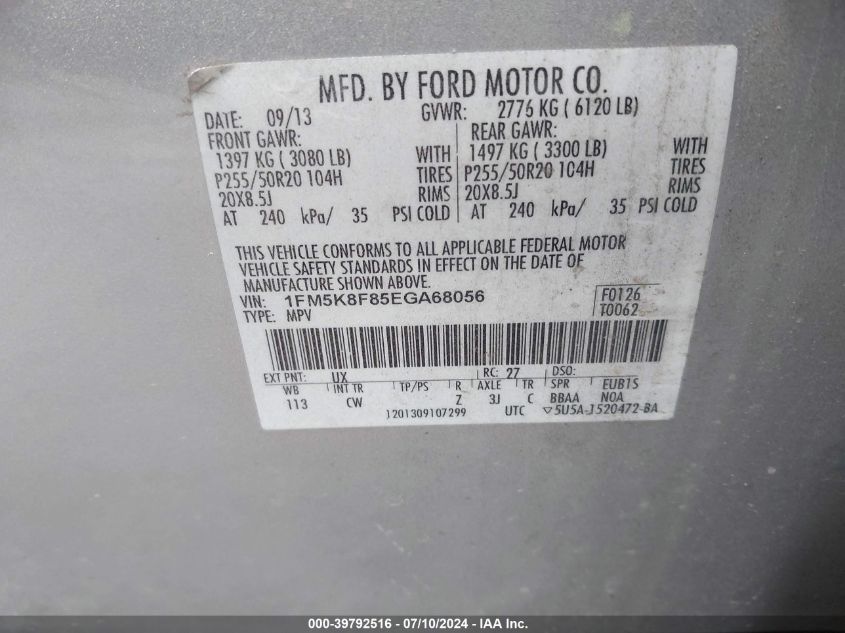 MFD. BY FORD MOTOR CO.
DATE: 09/13 GVWR: 2776 KG ( 6120 LB)
FRONT GAWR: REAR GAWR:
1397 KG ( 3080 LB) WITH 1497 KG ( 3300 LB) WITH
P255/50R20 104H TIRES P255/50R20 104H TIRES
20X8.5J RIMS 20X8.5J RIMS
AT 240 kPa/ 35 PSI COLD AT 240 kPa/ 35 PSI COLD
THIS VEHICLE CONFORMS TO ALL APPLICABLE FEDERAL MOTOR
VEHICLE SAFETY STANDARDS IN EFFECT ON THE DATE OF
MANUFACTURE SHOWN ABOVE.
VIN: 1FM5K8F85EGA68056 F0126
TYPE: MPV T0062
EXT PNT: UX RC: 27 DSO:
WB INT TR TP/PS R AXLE TR SPR EUB1S
113 CW Z 3J C BBAA NOA
1201309107299 UTC ▽5U5A-1520472-BA
000-39792516 - 07/10/2024 - IAA Inc.